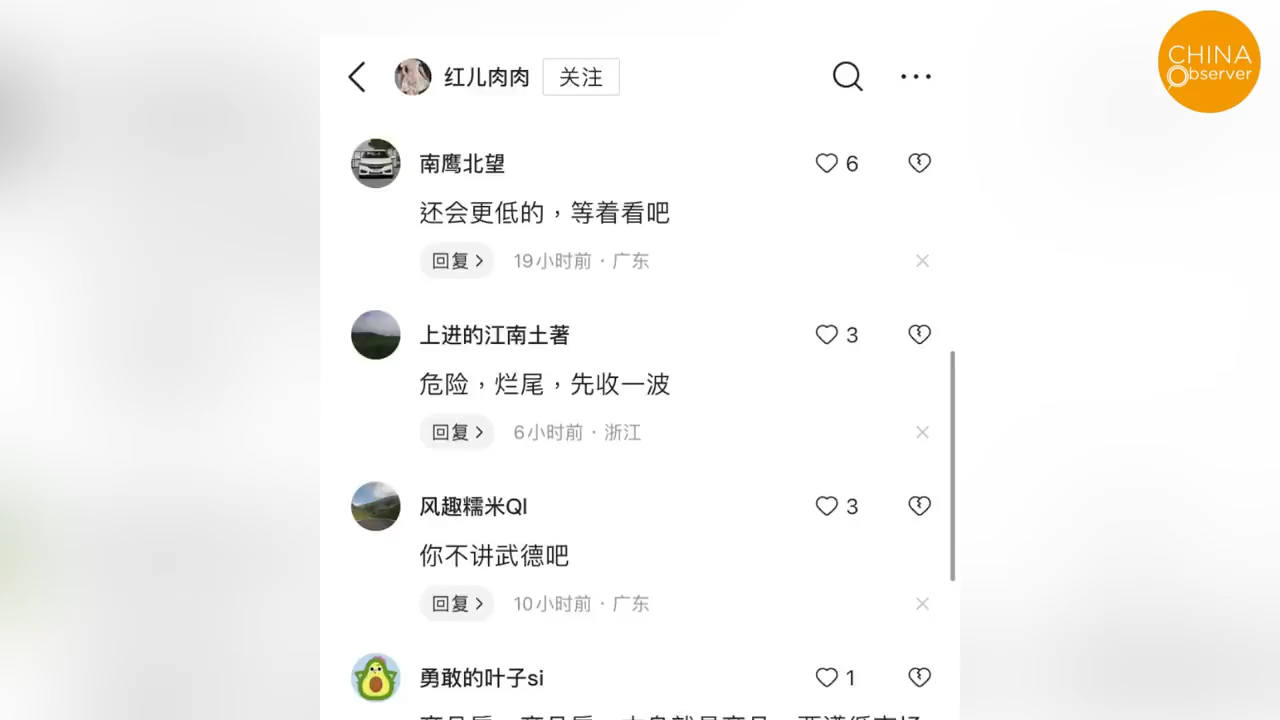 CHINA
Observer
红儿肉肉 关注
南鹰北望 6
还会更低的，等着看吧
回复 19小时前·广东
上进的江南土著 3
危险，烂尾，先收一波
回复 6小时前·浙江
风趣糯米QI 3
你不讲武德吧
回复 10小时前·广东
勇敢的叶子si 1